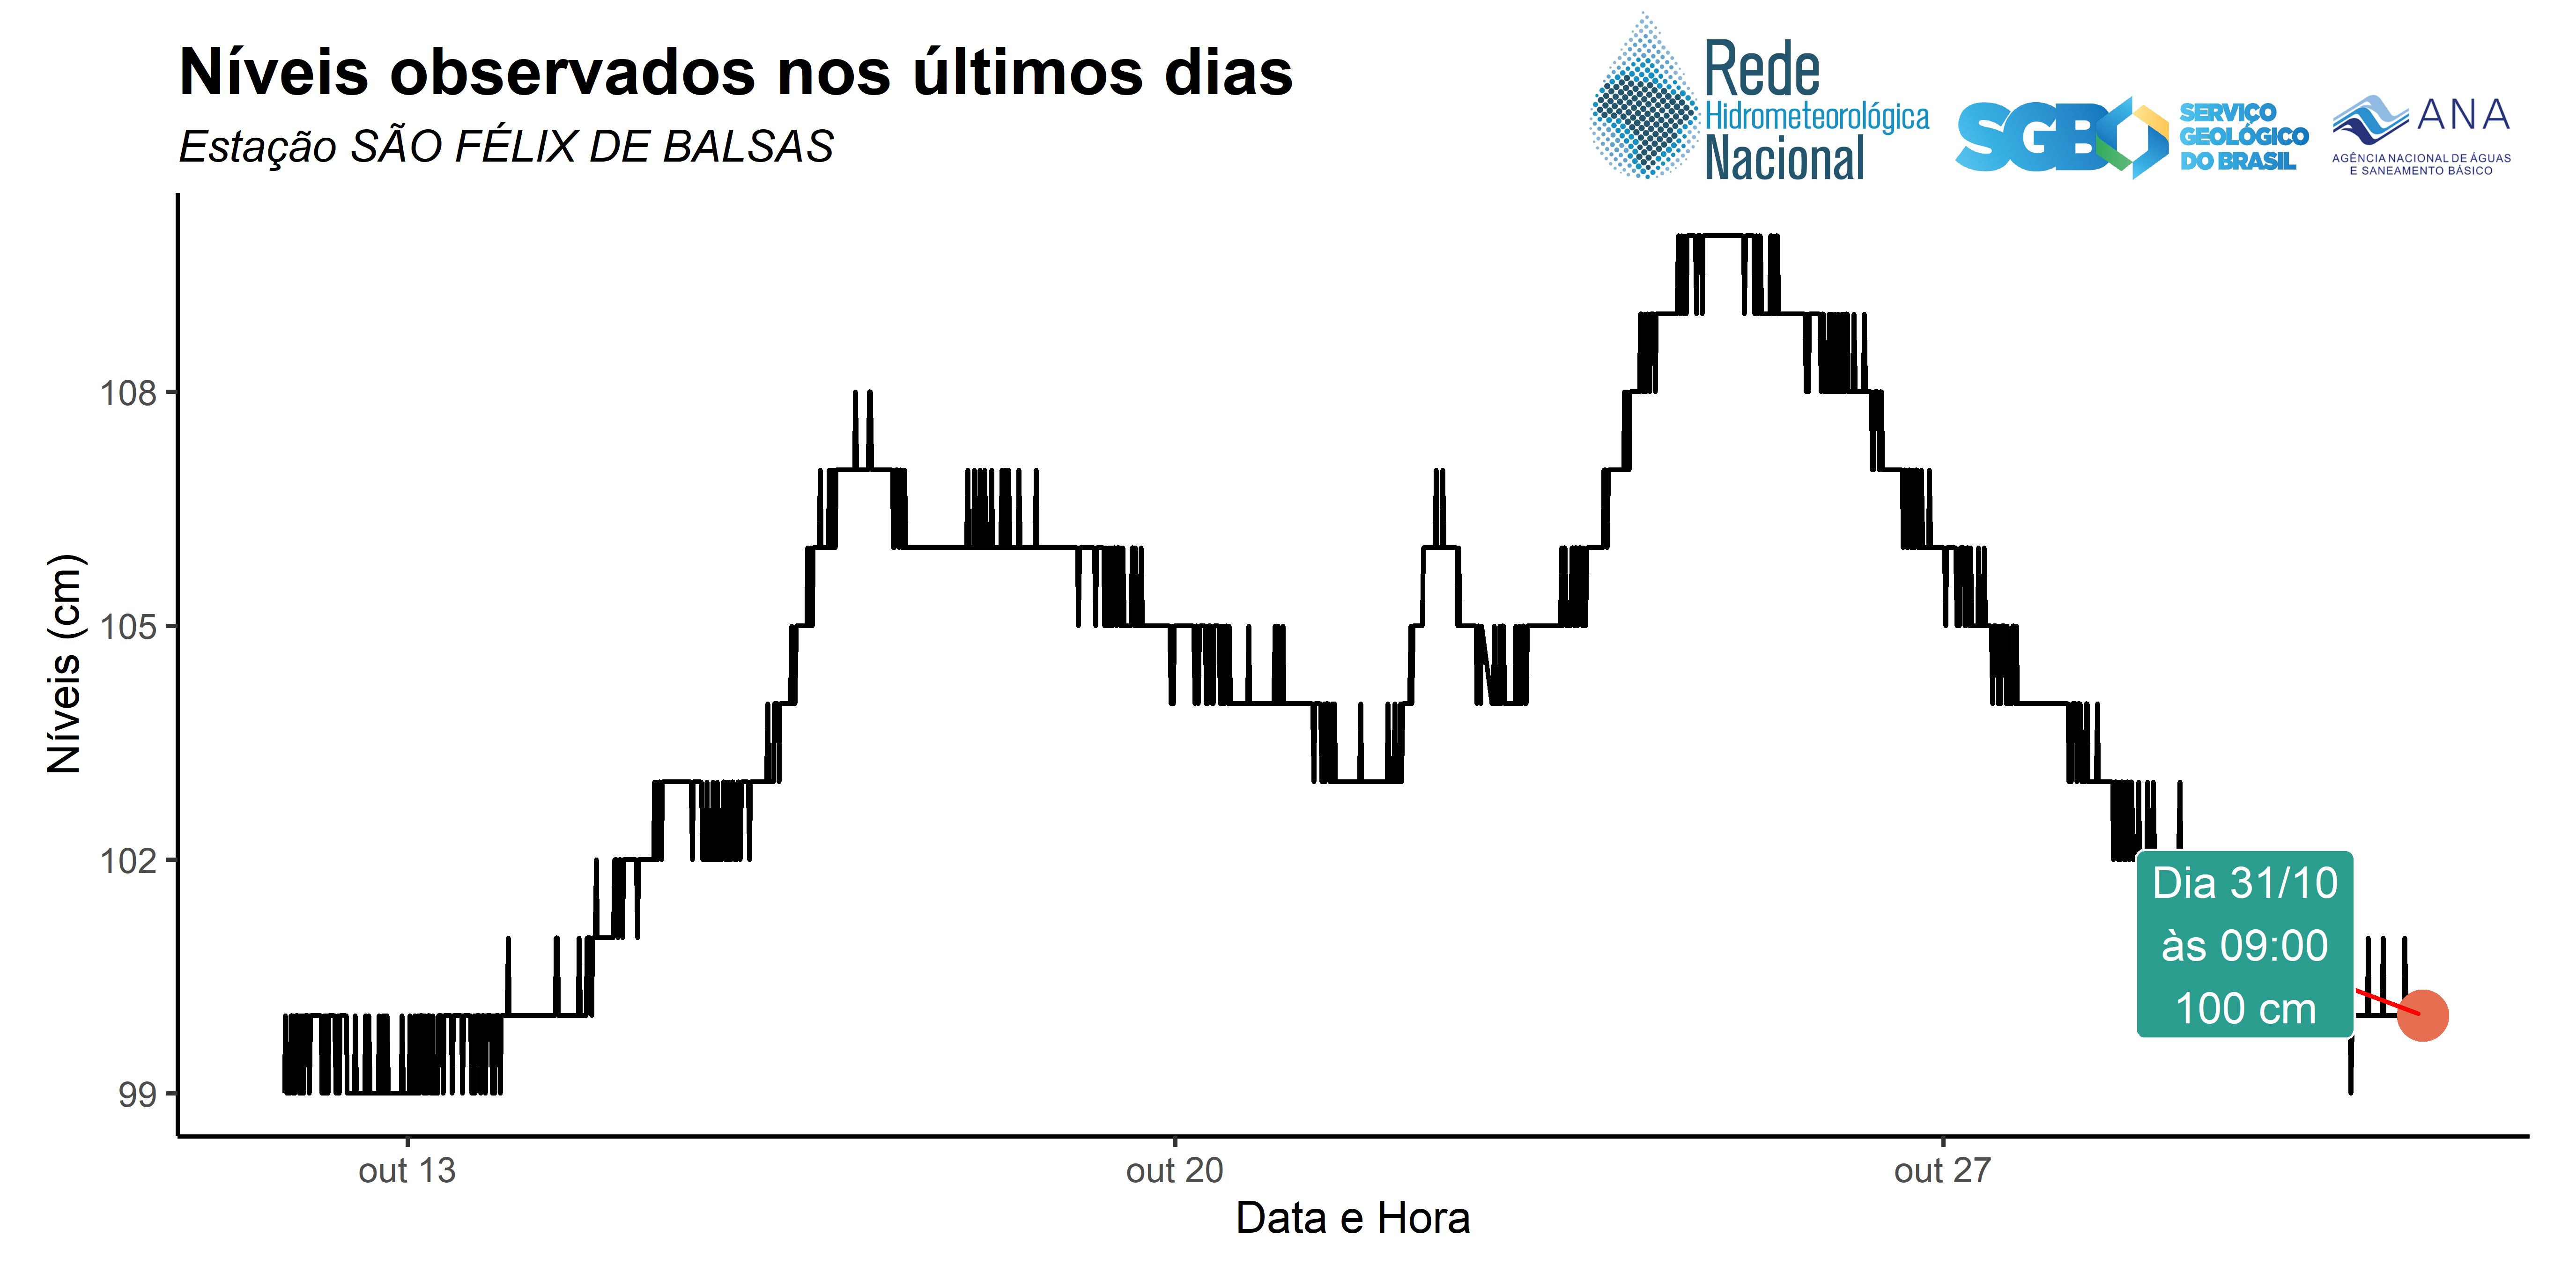 Níveis observados nos últimos dias
Estação SÃO FÉLIX DE BALSAS
Rede
Hidrometeorológica
Nacional
SGB
SERVIÇO
GEOLÓGICO
DO BRASIL
ANA
AGÊNCIA NACIONAL DE ÁGUAS
E SANEAMENTO BÁSICO
Níveis (cm)
108
105
102
99
Dia 31/10
às 09:00
100 cm
out 13
out 20
out 27
Data e Hora